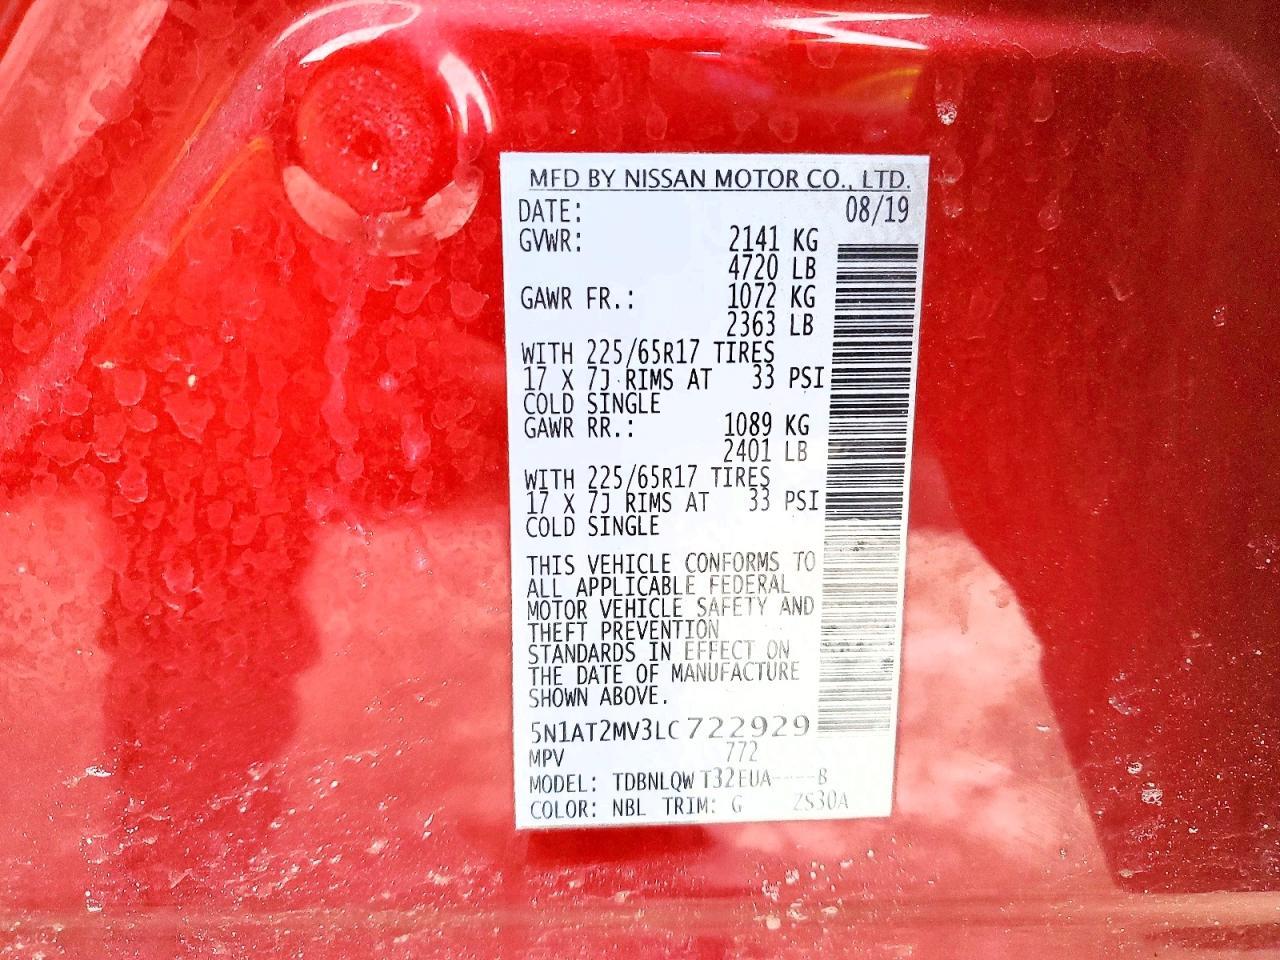 MFD BY NISSAN MOTOR CO., LTD.
DATE: 08/19
GVWR: 2141 KG
4720 LB
GAWR FR.: 1072 KG
2363 LB
WITH 225/65R17 TIRES
17 X 7J RIMS AT 33 PSI
COLD SINGLE
GAWR RR.: 1089 KG
2401 LB
WITH 225/65R17 TIRES
17 X 7J RIMS AT 33 PSI
COLD SINGLE
THIS VEHICLE CONFORMS TO
ALL APPLICABLE FEDERAL
MOTOR VEHICLE SAFETY AND
THEFT PREVENTION
STANDARDS IN EFFECT ON
THE DATE OF MANUFACTURE
SHOWN ABOVE.
5N1AT2MV3LC722929
MPV 772
MODEL: TDBNLQW T32EUA----B
COLOR: NBL TRIM: G ZS30A